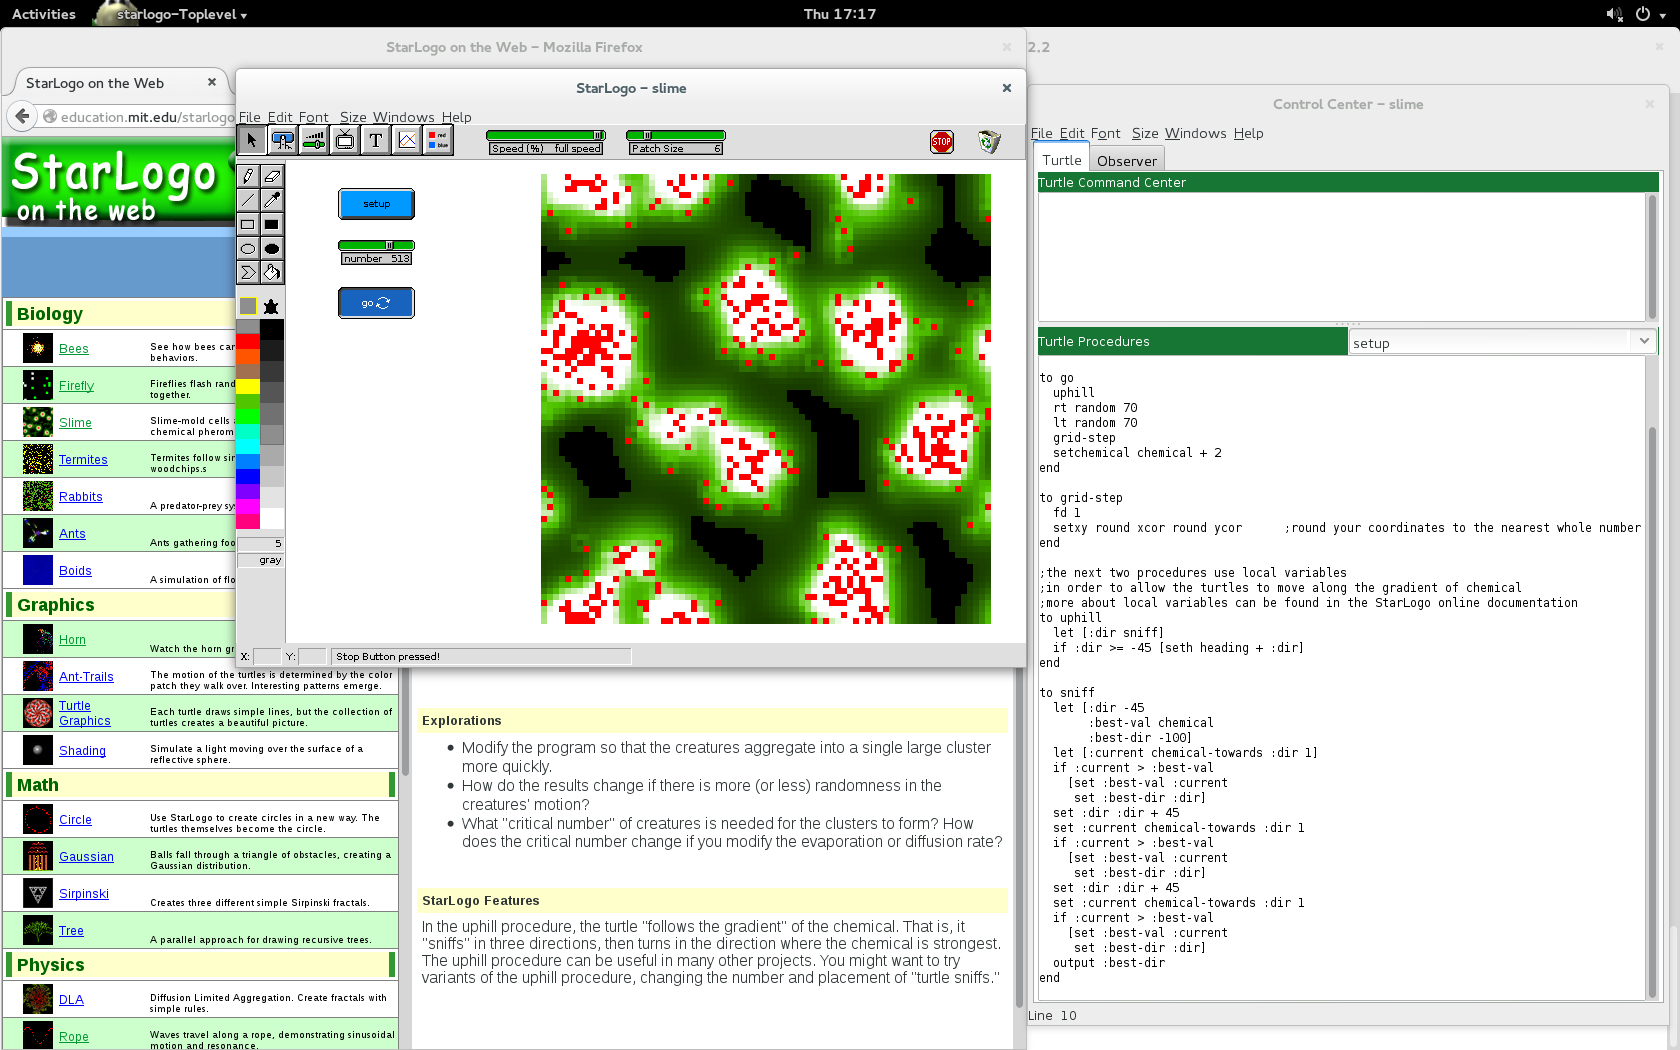 Activities
starlogo-Toplevel
Thu 17:17
StarLogo on the Web – Mozilla Firefox
StarLogo on the Web
education.mit.edu/starlogo
StarLogo
on the web
Biology
Bees
See how bees can
behaviors.
Firefly
Fireflies flash rand
together.
Slime
Slime-mold cells a
chemical pherom
Termites
Termites follow sim
woodchips.s
Rabbits
A predator-prey sy
Ants
Ants gathering foo
Boids
A simulation of flo
Graphics
Horn
Watch the horn gr
Ant-Trails
The motion of the turtles is determined by the color
patch they walk over. Interesting patterns emerge.
Turtle
Graphics
Each turtle draws simple lines, but the collection of
turtles creates a beautiful picture.
Shading
Simulate a light moving over the surface of a
reflective sphere.
Math
Circle
Use StarLogo to create circles in a new way. The
turtles themselves become the circle.
Gaussian
Balls fall through a triangle of obstacles, creating a
Gaussian distribution.
Sirpinski
Creates three different simple Sirpinski fractals.
Tree
A parallel approach for drawing recursive trees.
Physics
DLA
Diffusion Limited Aggregation. Create fractals with
simple rules.
Rope
Waves travel along a rope, demonstrating sinusoidal
motion and resonance.
StarLogo – slime
File Edit Font Size Windows Help
T
red
blue
Speed (%) full speed
Patch Size 6
STOP
setup
number 513
go
5
gray
X:
Y:
Stop Button pressed!
Explorations
• Modify the program so that the creatures aggregate into a single large cluster
more quickly.
• How do the results change if there is more (or less) randomness in the
creatures' motion?
• What "critical number" of creatures is needed for the clusters to form? How
does the critical number change if you modify the evaporation or diffusion rate?
StarLogo Features
In the uphill procedure, the turtle "follows the gradient" of the chemical. That is, it
"sniffs" in three directions, then turns in the direction where the chemical is strongest.
The uphill procedure can be useful in many other projects. You might want to try
variants of the uphill procedure, changing the number and placement of "turtle sniffs."
2.2
Control Center – slime
File Edit Font Size Windows Help
Turtle
Observer
Turtle Command Center
Turtle Procedures
setup
to go
uphill
rt random 70
lt random 70
grid-step
setchemical chemical + 2
end
to grid-step
fd 1
setxy round xcor round ycor ;round your coordinates to the nearest whole number
end
;the next two procedures use local variables
;in order to allow the turtles to move along the gradient of chemical
;more about local variables can be found in the StarLogo online documentation
to uphill
let [:dir sniff]
if :dir >= -45 [seth heading + :dir]
end
to sniff
let [:dir -45
:best-val chemical
:best-dir -100]
let [:current chemical-towards :dir 1]
if :current > :best-val
[set :best-val :current
set :best-dir :dir]
set :dir :dir + 45
set :current chemical-towards :dir 1
if :current > :best-val
[set :best-val :current
set :best-dir :dir]
set :dir :dir + 45
set :current chemical-towards :dir 1
if :current > :best-val
[set :best-val :current
set :best-dir :dir]
output :best-dir
end
Line 10